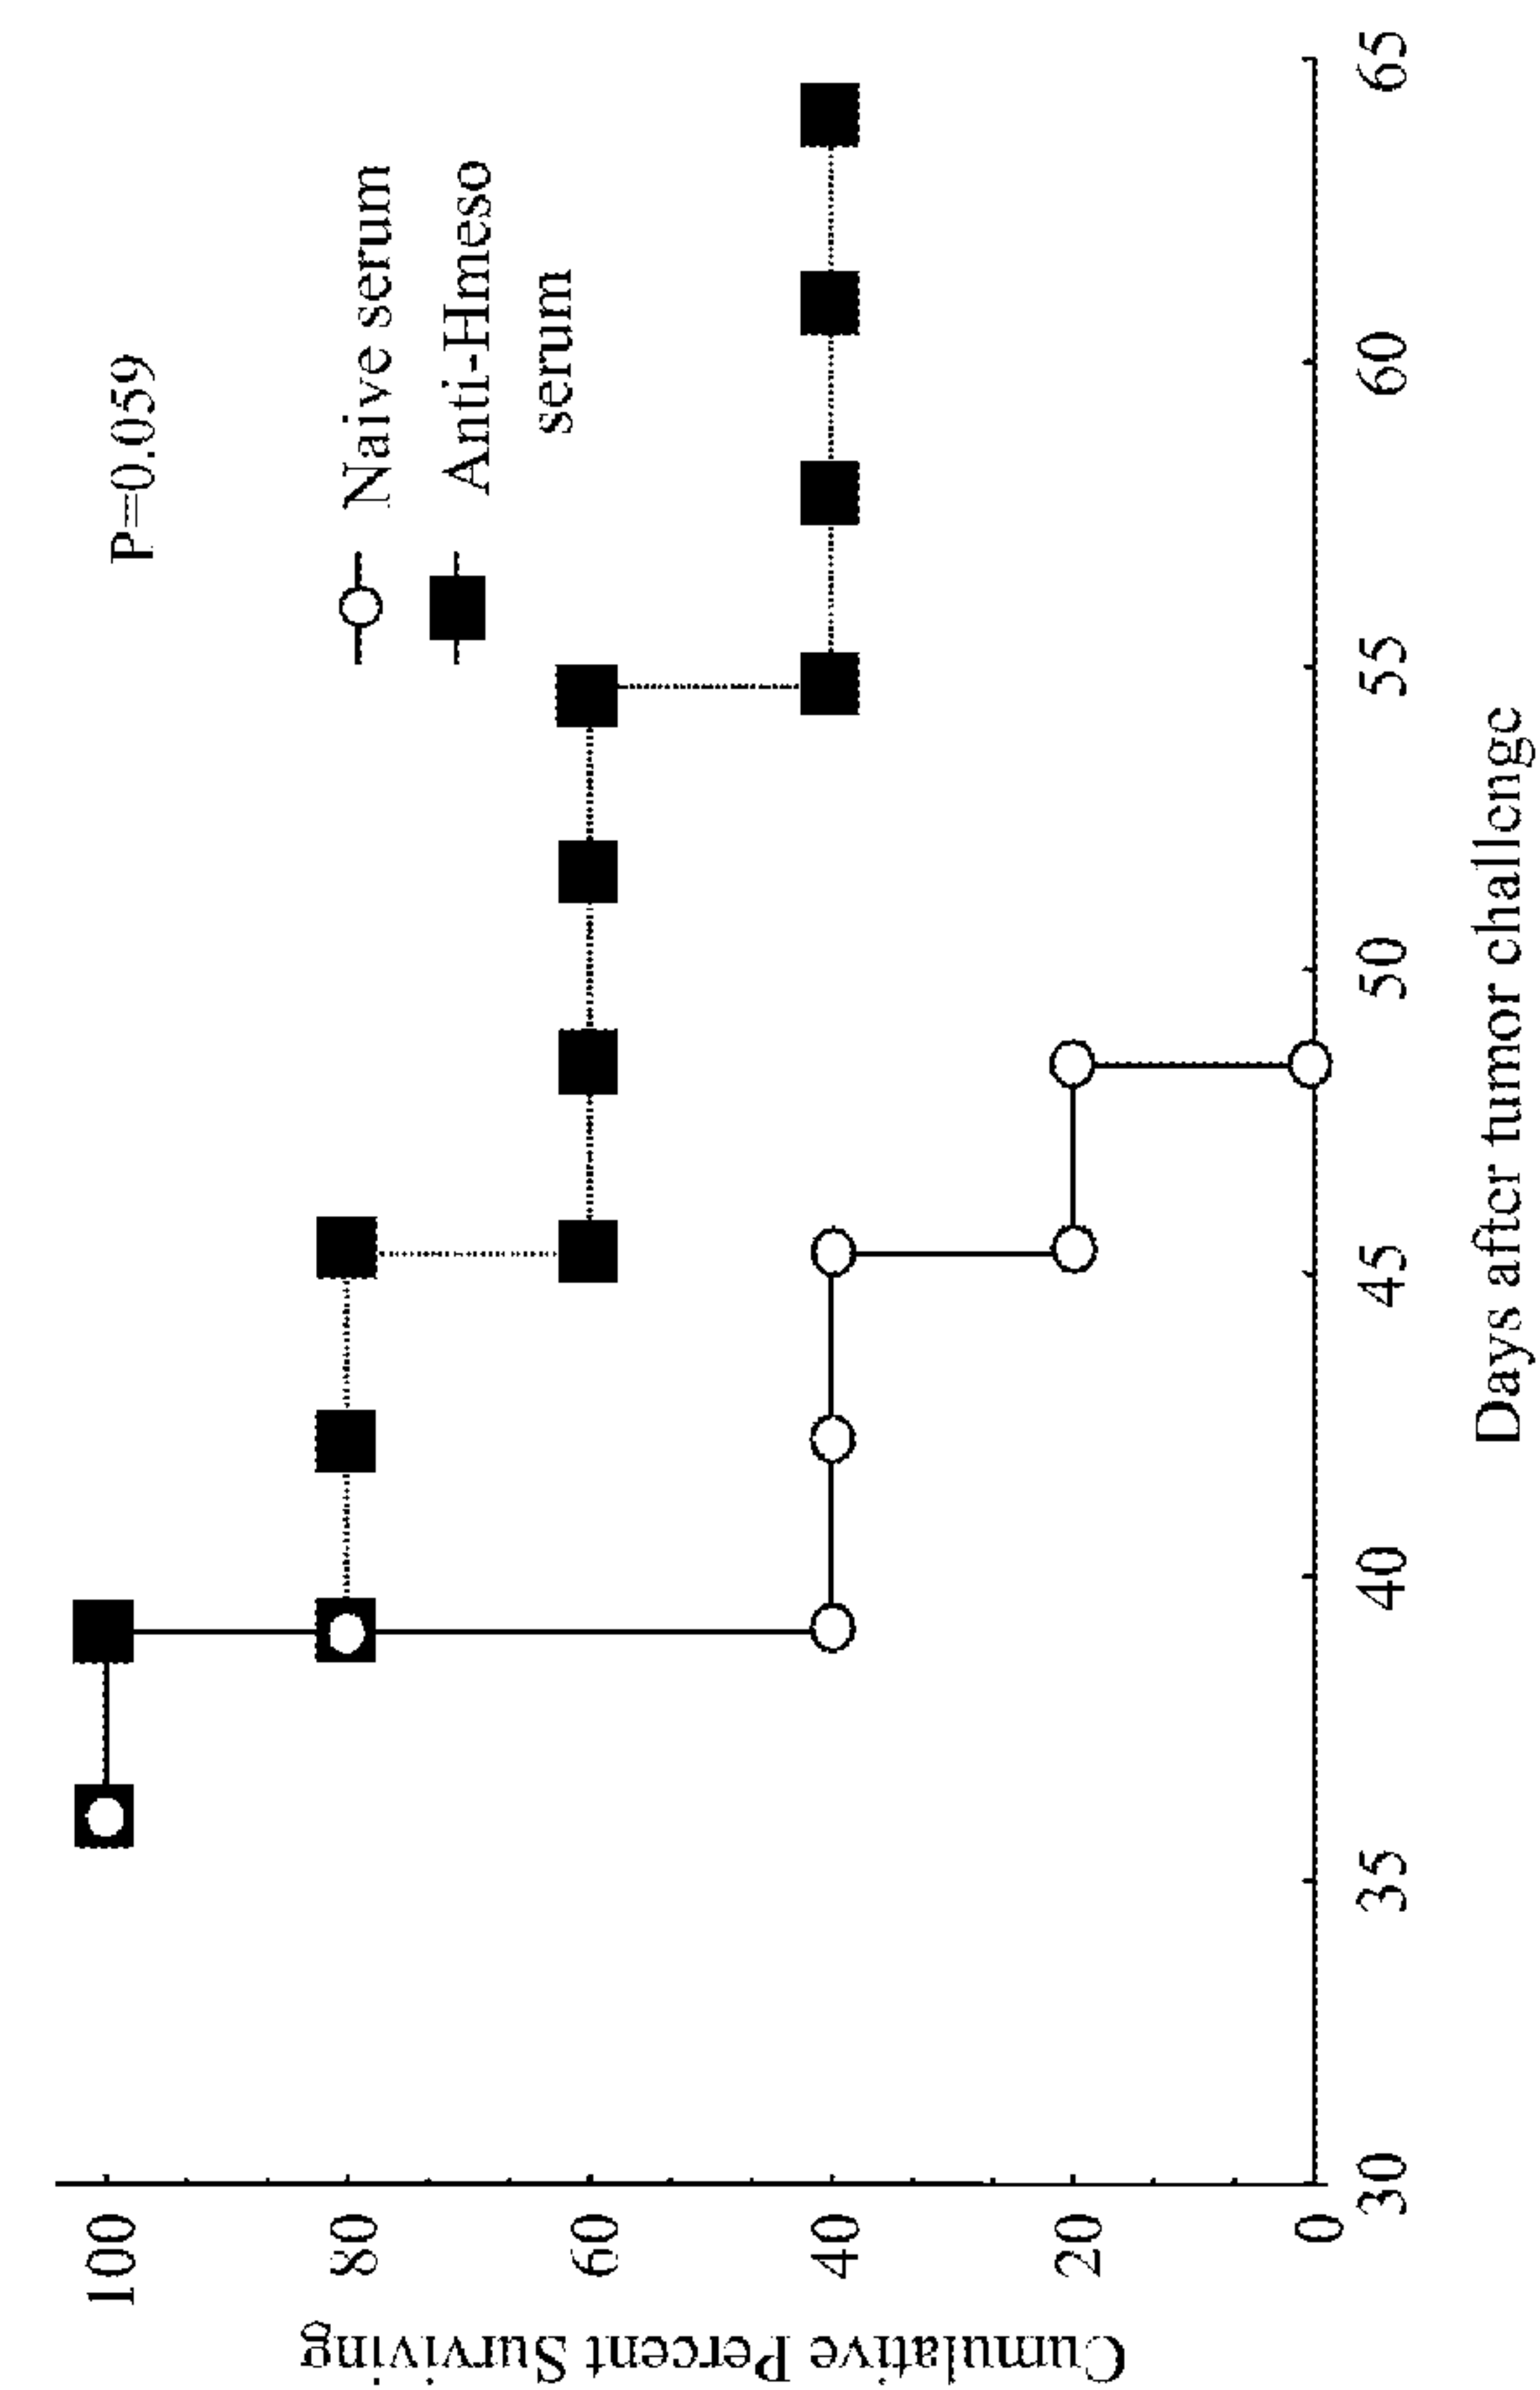 P=0.059
Naive serum
Anti-Hmeso
serum
Cumulative Percent Surviving
100
80
60
40
20
0
30 35 40 45 50 55 60 65
Days after tumor challenge